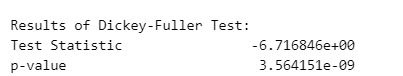 Results of Dickey-Fuller Test:
Test Statistic -6.716846e+00
p-value 3.564151e-09